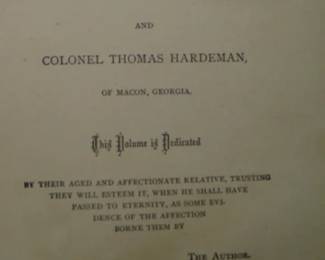 AND
COLONEL THOMAS HARDEMAN,
OF MACON, GEORGIA.
This Volume is Dedicated
BY THEIR AGED AND AFFECTIONATE RELATIVE, TRUSTING
THEY WILL ESTEEM IT, WHEN HE SHALL HAVE
PASSED TO ETERNITY, AS SOME EVI-
DENCE OF THE AFFECTION
BORNE THEM BY
THE AUTHOR.